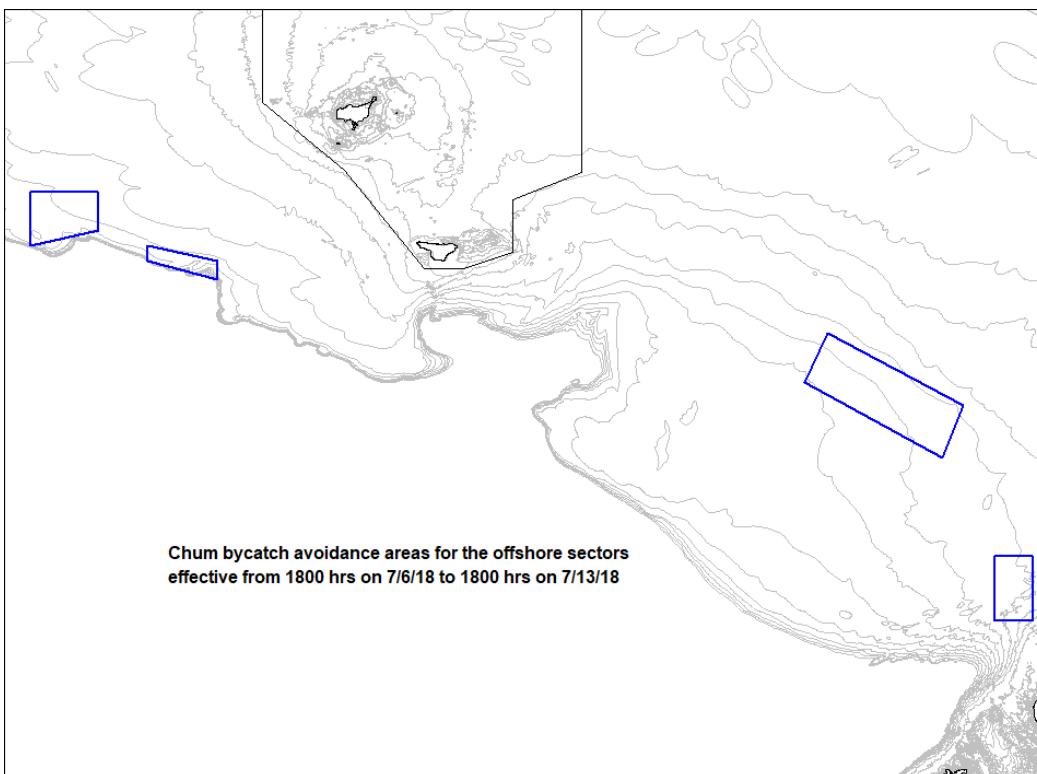 Chum bycatch avoidance areas for the offshore sectors
effective from 1800 hrs on 7/6/18 to 1800 hrs on 7/13/18